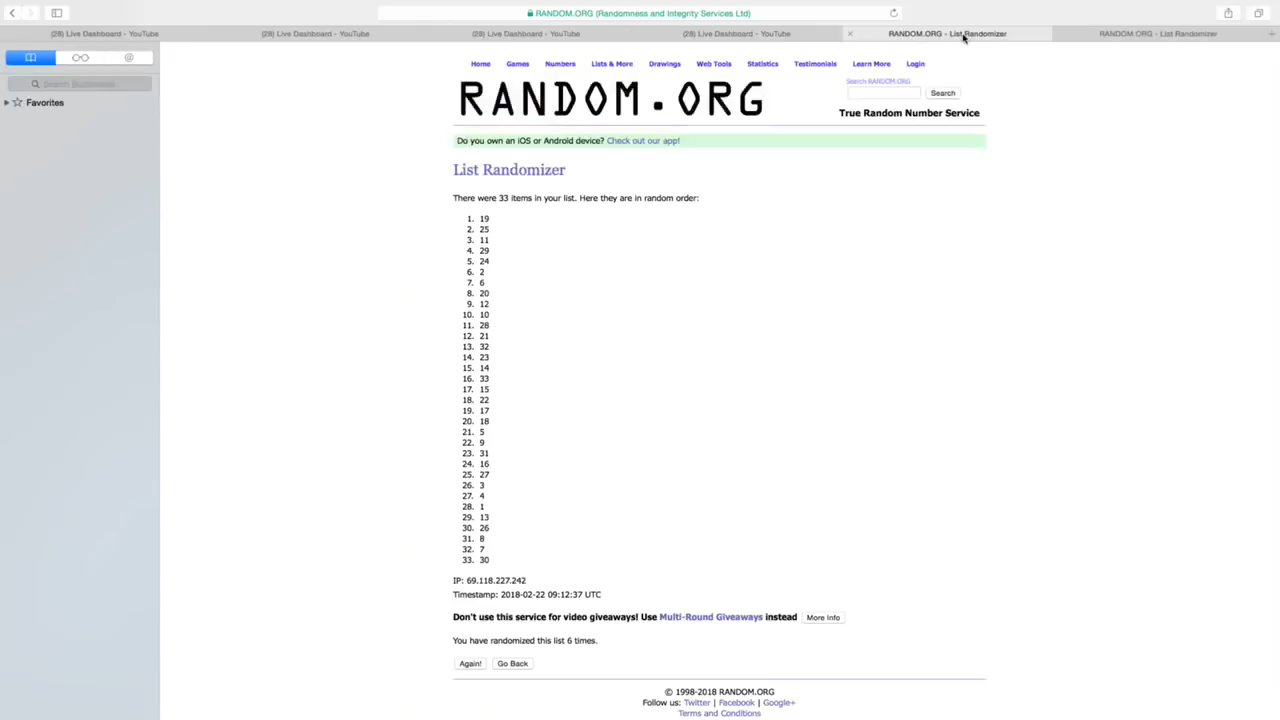 RANDOM.ORG (Randomness and Integrity Services Ltd)
(28) Live Dashboard - YouTube
(28) Live Dashboard - YouTube
(28) Live Dashboard - YouTube
(28) Live Dashboard - YouTube
RANDOM.ORG - List Randomizer
RANDOM.ORG - List Randomizer
Search Bookmarks
Favorites
Home Games Numbers Lists & More Drawings Web Tools Statistics Testimonials Learn More Login
Search RANDOM.ORG
Search
RANDOM.ORG
True Random Number Service
Do you own an iOS or Android device? Check out our app!
List Randomizer
There were 33 items in your list. Here they are in random order:
1. 19
2. 25
3. 11
4. 29
5. 24
6. 2
7. 6
8. 20
9. 12
10. 10
11. 28
12. 21
13. 32
14. 23
15. 14
16. 33
17. 15
18. 22
19. 17
20. 18
21. 5
22. 9
23. 31
24. 16
25. 27
26. 3
27. 4
28. 1
29. 13
30. 26
31. 8
32. 7
33. 30
IP: 69.118.227.242
Timestamp: 2018-02-22 09:12:37 UTC
Don't use this service for video giveaways! Use Multi-Round Giveaways instead More Info
You have randomized this list 6 times.
Again! Go Back
© 1998-2018 RANDOM.ORG
Follow us: Twitter | Facebook | Google+
Terms and Conditions